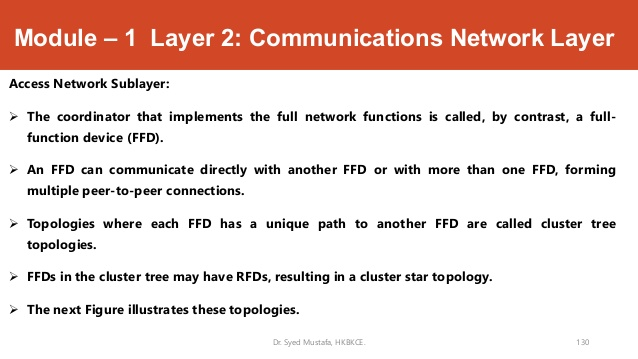 Module – 1 Layer 2: Communications Network Layer
Access Network Sublayer:
➢ The coordinator that implements the full network functions is called, by contrast, a full-
function device (FFD).
➢ An FFD can communicate directly with another FFD or with more than one FFD, forming
multiple peer-to-peer connections.
➢ Topologies where each FFD has a unique path to another FFD are called cluster tree
topologies.
➢ FFDs in the cluster tree may have RFDs, resulting in a cluster star topology.
➢ The next Figure illustrates these topologies.
Dr. Syed Mustafa, HKBKCE. 130